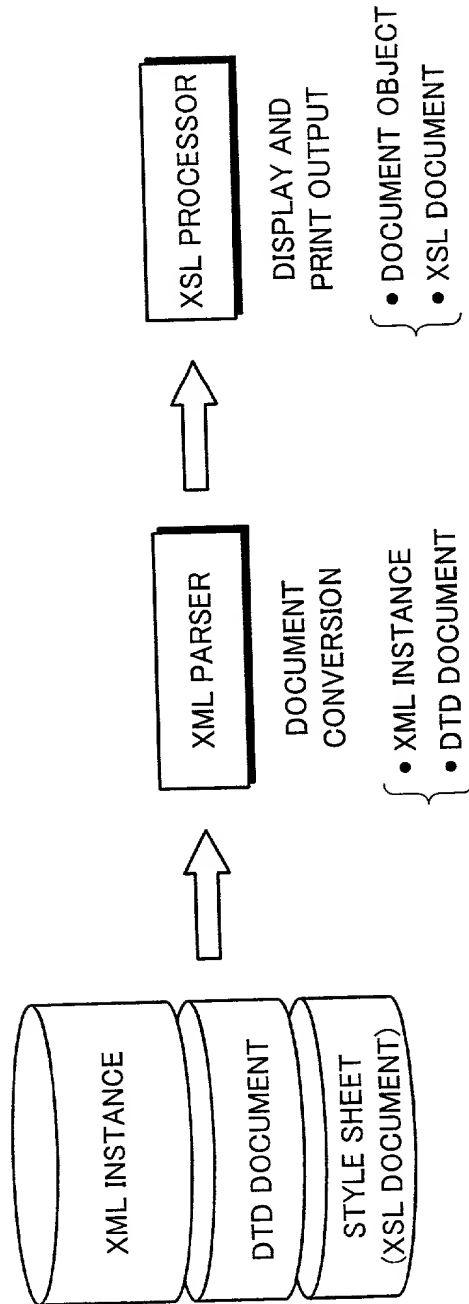 XML INSTANCE
DTD DOCUMENT
STYLE SHEET
(XSL DOCUMENT)
XML PARSER
DOCUMENT
CONVERSION
• XML INSTANCE
• DTD DOCUMENT
XSL PROCESSOR
DISPLAY AND
PRINT OUTPUT
• DOCUMENT OBJECT
• XSL DOCUMENT